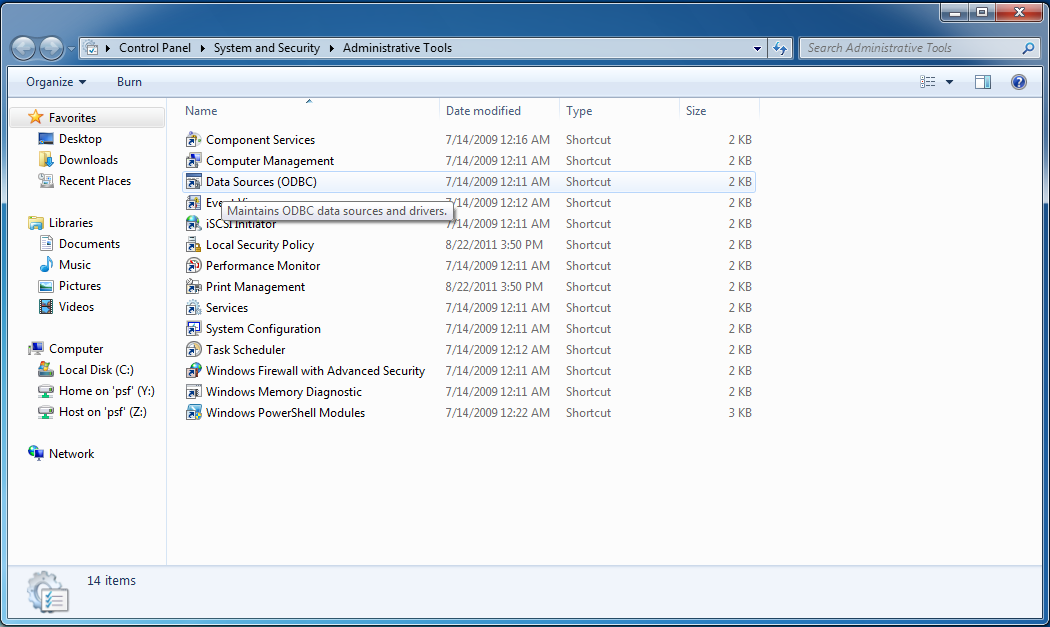 Control Panel System and Security Administrative Tools Search Administrative Tools
Organize Burn
Favorites
Desktop
Downloads
Recent Places
Libraries
Documents
Music
Pictures
Videos
Computer
Local Disk (C:)
Home on 'psf' (Y:)
Host on 'psf' (Z:)
Network
Name Date modified Type Size
Component Services 7/14/2009 12:16 AM Shortcut 2 KB
Computer Management 7/14/2009 12:11 AM Shortcut 2 KB
Data Sources (ODBC) 7/14/2009 12:11 AM Shortcut 2 KB
7/14/2009 12:12 AM Shortcut 2 KB
Maintains ODBC data sources and drivers.
iSCSI Initiator 7/14/2009 12:11 AM Shortcut 2 KB
Local Security Policy 8/22/2011 3:50 PM Shortcut 2 KB
Performance Monitor 7/14/2009 12:11 AM Shortcut 2 KB
Print Management 8/22/2011 3:50 PM Shortcut 2 KB
Services 7/14/2009 12:11 AM Shortcut 2 KB
System Configuration 7/14/2009 12:11 AM Shortcut 2 KB
Task Scheduler 7/14/2009 12:12 AM Shortcut 2 KB
Windows Firewall with Advanced Security 7/14/2009 12:11 AM Shortcut 2 KB
Windows Memory Diagnostic 7/14/2009 12:11 AM Shortcut 2 KB
Windows PowerShell Modules 7/14/2009 12:22 AM Shortcut 3 KB
14 items